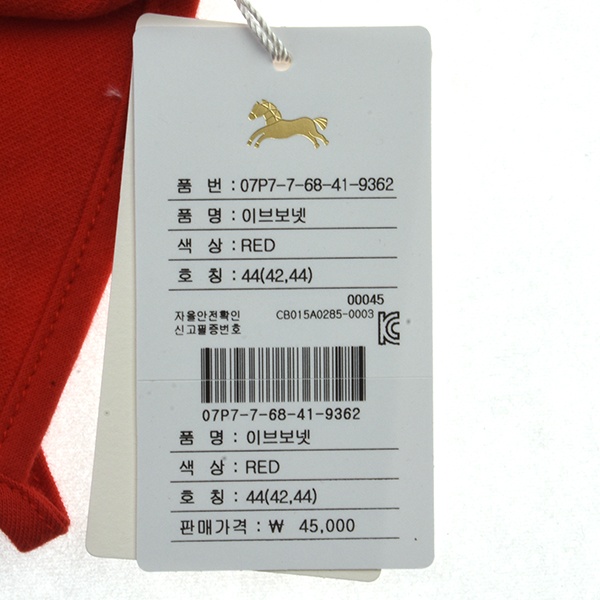 품 번 : 07P7-7-68-41-9362
품 명 : 이브보넷
색 상 : RED
호 칭 : 44(42,44)
00045
자율안전확인 CB015A0285-0003
신고필증번호
07P7-7-68-41-9362
품 명 : 이브보넷
색 상 : RED
호 칭 : 44(42,44)
판매가격 : ₩ 45,000